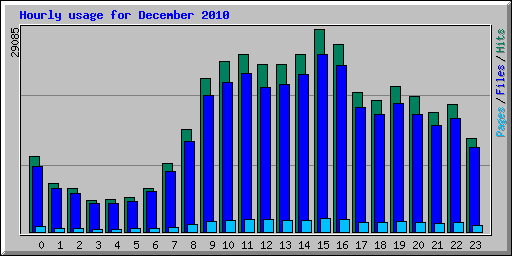 Hourly usage for December 2010
29085
Pages/Files/Hits
0 1 2 3 4 5 6 7 8 9 10 11 12 13 14 15 16 17 18 19 20 21 22 23